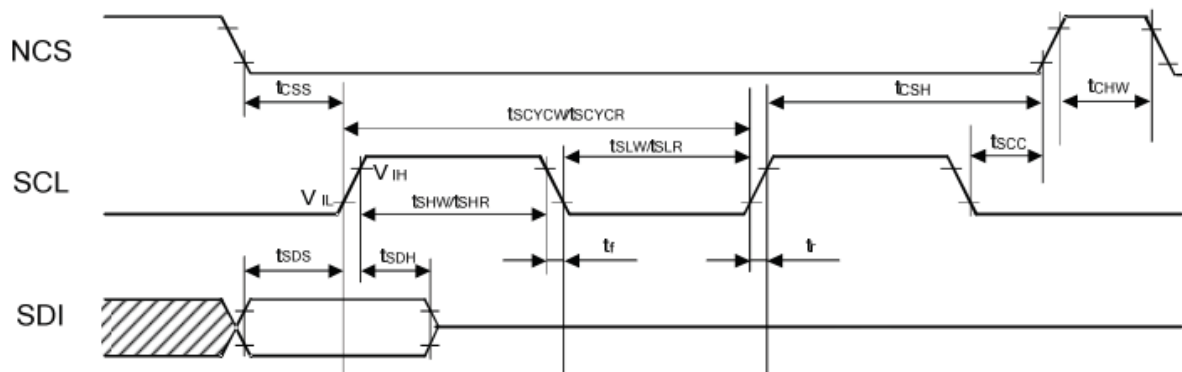 NCS
tCSS
tCSH
tCHW
tSCYCW/tSCYCR
tSLW/tSLR
tSCC
SCL
VIH
VIL
tSHW/tSHR
tSDS
tSDH
tf
tr
SDI